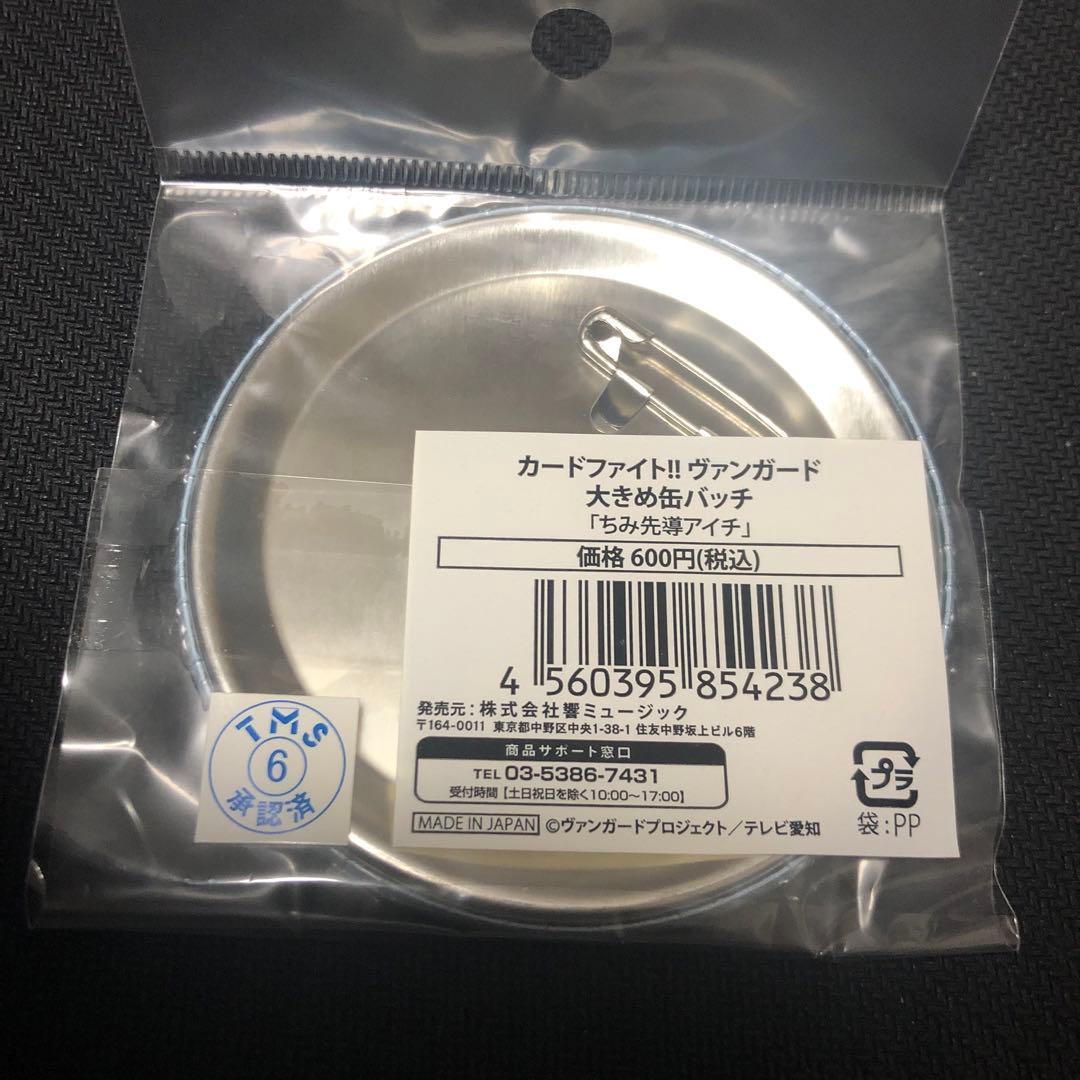 カードファイト!! ヴァンガード
大きめ缶バッチ
「ちみ先導アイチ」
価格 600円(税込)
4 560395 854238
発売元:株式会社響ミュージック
〒164-0011 東京都中野区中央1-38-1 住友中野坂上ビル6階
商品サポート窓口
TEL 03-5386-7431
受付時間【土日祝日を除く10:00〜17:00】
MADE IN JAPAN ©ヴァンガードプロジェクト/テレビ愛知
プラ
袋:PP
TMS
6
承認済